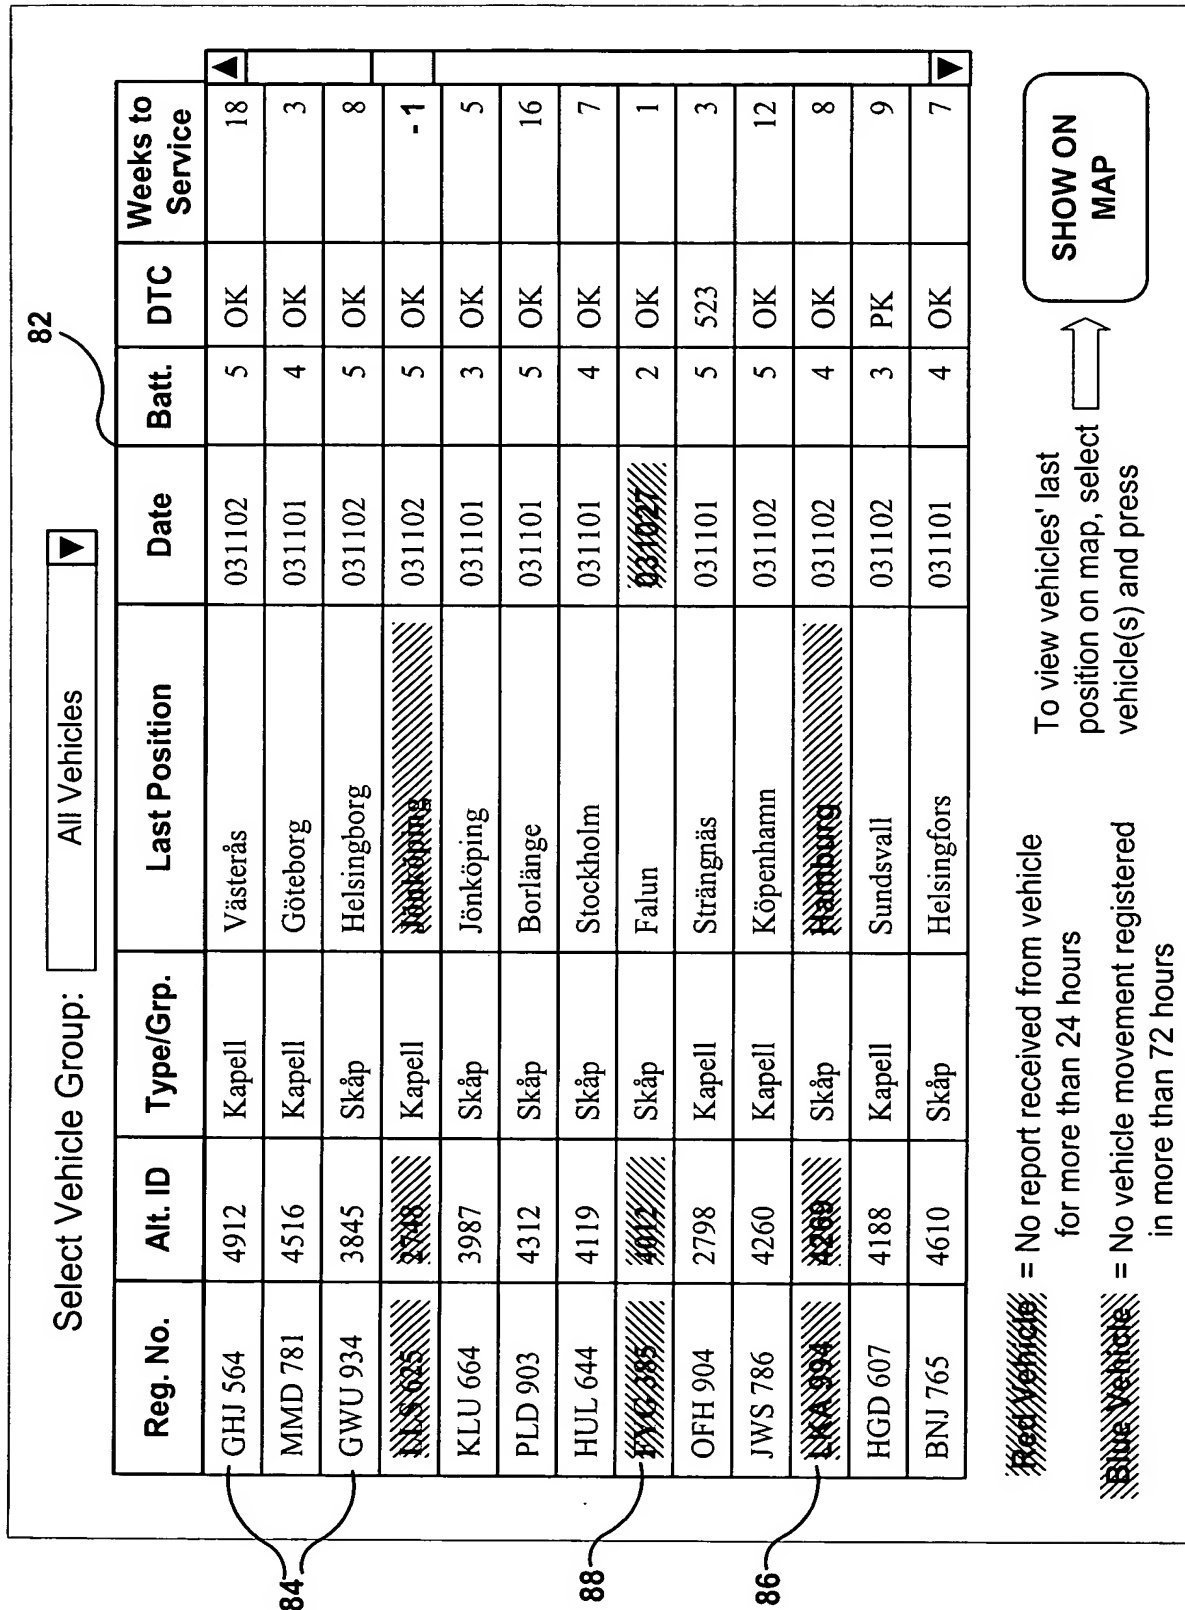 82
Select Vehicle Group: All Vehicles
Reg. No. Alt. ID Type/Grp. Last Position Date Batt. DTC Weeks to Service
GHJ 564 4912 Kapell Västerås 031102 5 OK 18
MMD 781 4516 Kapell Göteborg 031101 4 OK 3
GWU 934 3845 Skåp Helsingborg 031102 5 OK 8
LLS 625 2748 Kapell Jönköping 031102 5 OK - 1
KLU 664 3987 Skåp Jönköping 031101 3 OK 5
PLD 903 4312 Skåp Borlänge 031101 5 OK 16
HUL 644 4119 Skåp Stockholm 031101 4 OK 7
FYG 385 4012 Skåp Falun 031027 2 OK 1
OFH 904 2798 Kapell Strängnäs 031101 5 523 3
JWS 786 4260 Kapell Köpenhamn 031102 5 OK 12
LKA 994 4269 Skåp Hamburg 031102 4 OK 8
HGD 607 4188 Kapell Sundsvall 031102 3 PK 9
BNJ 765 4610 Skåp Helsingfors 031101 4 OK 7
84
88
86
Red Vehicle = No report received from vehicle
for more than 24 hours
Blue Vehicle = No vehicle movement registered
in more than 72 hours
To view vehicles' last
position on map, select
vehicle(s) and press
SHOW ON
MAP